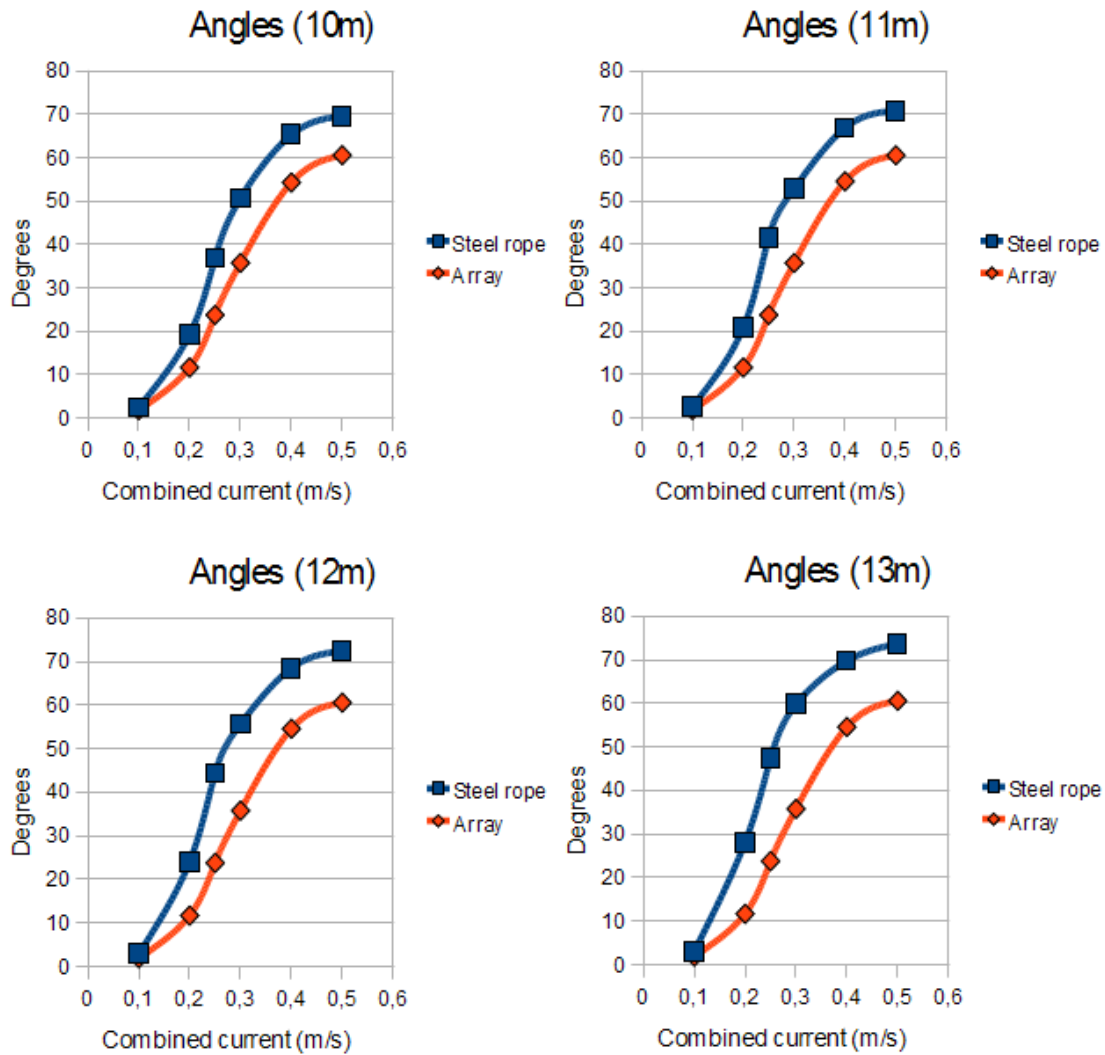 Angles (10m)
80
70
60
50
40
30
20
10
0
Degrees
0 0,1 0,2 0,3 0,4 0,5 0,6
Combined current (m/s)
Steel rope
Array
Angles (11m)
80
70
60
50
40
30
20
10
0
Degrees
0 0,1 0,2 0,3 0,4 0,5 0,6
Combined current (m/s)
Steel rope
Array
Angles (12m)
80
70
60
50
40
30
20
10
0
Degrees
0 0,1 0,2 0,3 0,4 0,5 0,6
Combined current (m/s)
Steel rope
Array
Angles (13m)
80
70
60
50
40
30
20
10
0
Degrees
0 0,1 0,2 0,3 0,4 0,5 0,6
Combined current (m/s)
Steel rope
Array